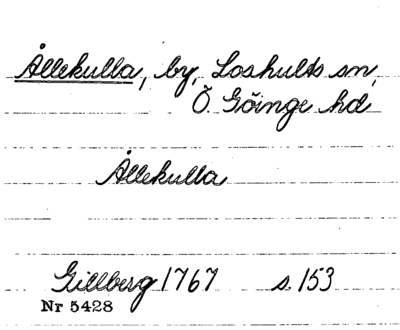 Ållekulla, by, Loshults sn,
Ö. Göinge hd
Ållekulla
Gillberg 1767 s. 153
Nr 5428